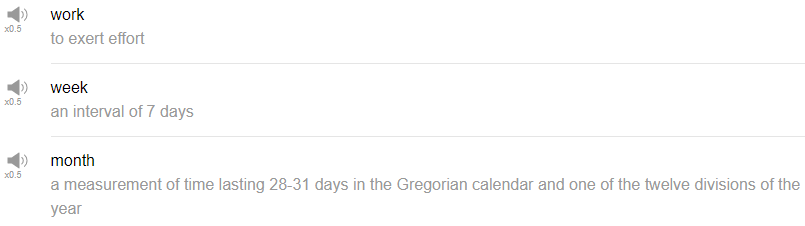 work
x0.5
to exert effort
week
x0.5
an interval of 7 days
month
x0.5
a measurement of time lasting 28-31 days in the Gregorian calendar and one of the twelve divisions of the
year